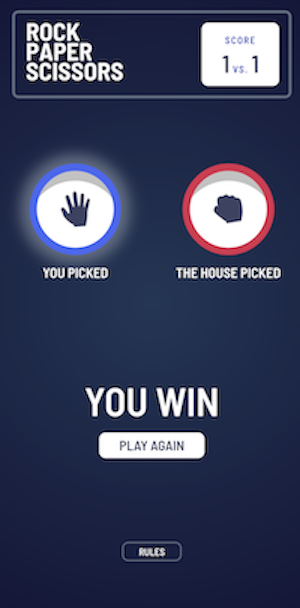 ROCK
PAPER
SCISSORS
SCORE
1 vs. 1
YOU PICKED
THE HOUSE PICKED
YOU WIN
PLAY AGAIN
RULES